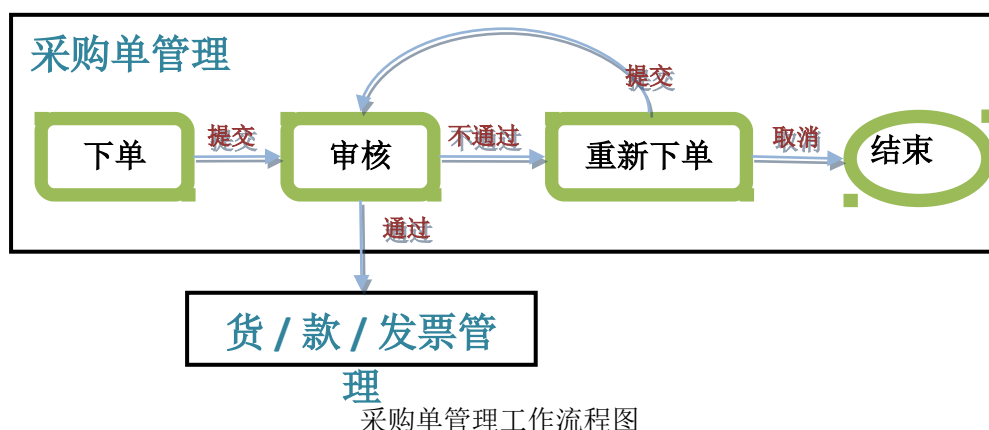 采购单管理
提交
下单
提交
审核
不通过
重新下单
取消
结束
通过
货 / 款 / 发票管
理
采购单管理工作流程图